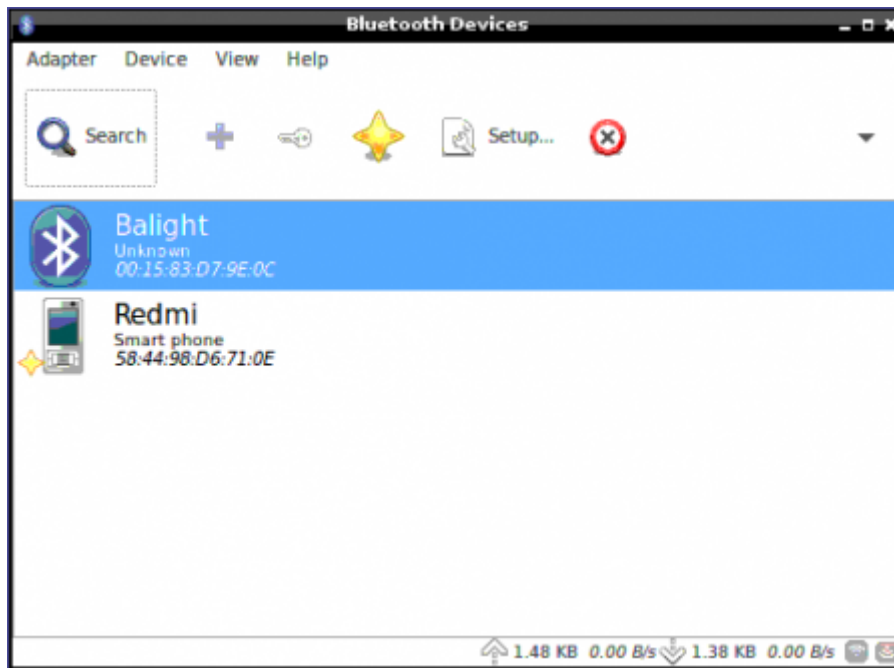 Bluetooth Devices
Adapter Device View Help
Search Setup...
Balight
Unknown
00:15:83:D7:9E:0C
Redmi
Smart phone
58:44:98:D6:71:0E
1.48 KB 0.00 B/s 1.38 KB 0.00 B/s